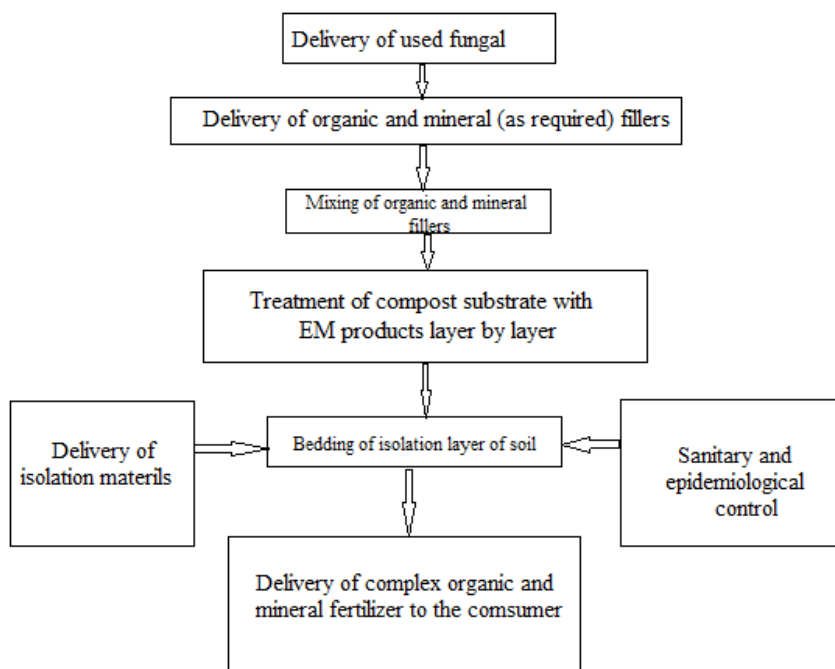 Delivery of used fungal
Delivery of organic and mineral (as required) fillers
Mixing of organic and mineral
fillers
Treatment of compost substrate with
EM products layer by layer
Delivery of
isolation materils
Bedding of isolation layer of soil
Sanitary and
epidemiological
control
Delivery of complex organic and
mineral fertilizer to the comsumer